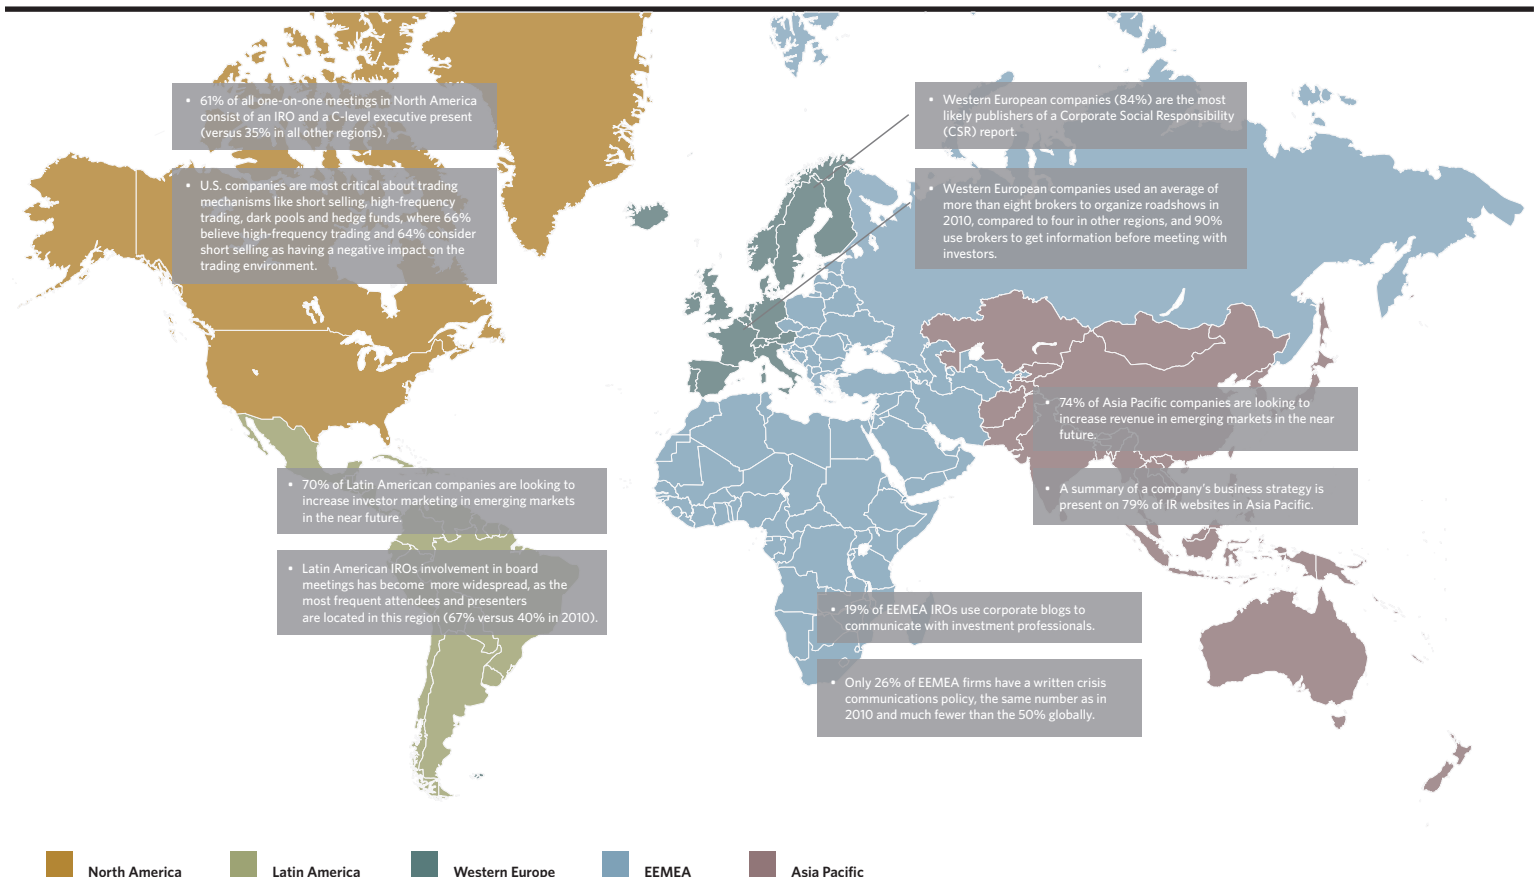 • 61% of all one-on-one meetings in North America
consist of an IRO and a C-level executive present
(versus 35% in all other regions).
• U.S. companies are most critical about trading
mechanisms like short selling, high-frequency
trading, dark pools and hedge funds, where 66%
believe high-frequency trading and 64% consider
short selling as having a negative impact on the
trading environment.
• Western European companies (84%) are the most
likely publishers of a Corporate Social Responsibility
(CSR) report.
• Western European companies used an average of
more than eight brokers to organize roadshows in
2010, compared to four in other regions, and 90%
use brokers to get information before meeting with
investors.
• 74% of Asia Pacific companies are looking to
increase revenue in emerging markets in the near
future.
• A summary of a company's business strategy is
present on 79% of IR websites in Asia Pacific.
• 70% of Latin American companies are looking to
increase investor marketing in emerging markets
in the near future.
• Latin American IROs involvement in board
meetings has become more widespread, as the
most frequent attendees and presenters
are located in this region (67% versus 40% in 2010).
• 19% of EEMEA IROs use corporate blogs to
communicate with investment professionals.
• Only 26% of EEMEA firms have a written crisis
communications policy, the same number as in
2010 and much fewer than the 50% globally.
North America
Latin America
Western Europe
EEMEA
Asia Pacific